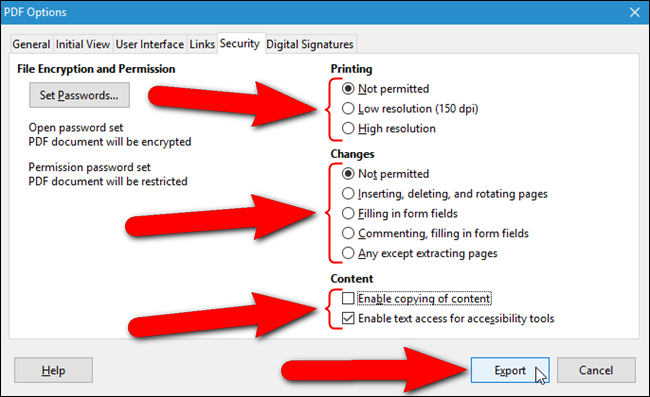 PDF Options
General Initial View User Interface Links Security Digital Signatures
File Encryption and Permission
Set Passwords...
Open password set
PDF document will be encrypted
Permission password set
PDF document will be restricted
Printing
Not permitted
Low resolution (150 dpi)
High resolution
Changes
Not permitted
Inserting, deleting, and rotating pages
Filling in form fields
Commenting, filling in form fields
Any except extracting pages
Content
Enable copying of content
Enable text access for accessibility tools
Help
Export
Cancel